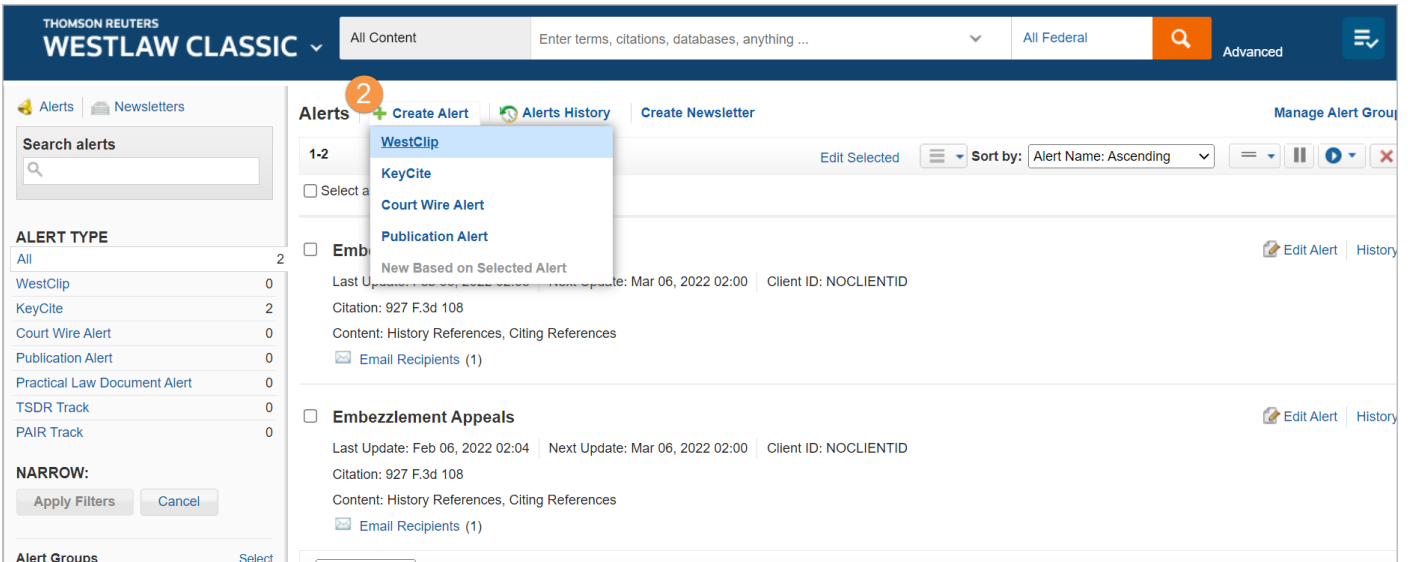 THOMSON REUTERS
WESTLAW CLASSIC
All Content
Enter terms, citations, databases, anything ...
All Federal
Advanced
Alerts
Newsletters
Search alerts
ALERT TYPE
All 2
WestClip 0
KeyCite 2
Court Wire Alert 0
Publication Alert 0
Practical Law Document Alert 0
TSDR Track 0
PAIR Track 0
NARROW:
Apply Filters Cancel
Alert Groups Select
Alerts 2 Create Alert Alerts History Create Newsletter Manage Alert Grou
1-2 Edit Selected Sort by: Alert Name: Ascending
Select a
WestClip
KeyCite
Court Wire Alert
Publication Alert
New Based on Selected Alert
Emb Edit Alert History
Last Update: Next Update: Mar 06, 2022 02:00 Client ID: NOCLIENTID
Citation: 927 F.3d 108
Content: History References, Citing References
Email Recipients (1)
Embezzlement Appeals Edit Alert History
Last Update: Feb 06, 2022 02:04 Next Update: Mar 06, 2022 02:00 Client ID: NOCLIENTID
Citation: 927 F.3d 108
Content: History References, Citing References
Email Recipients (1)